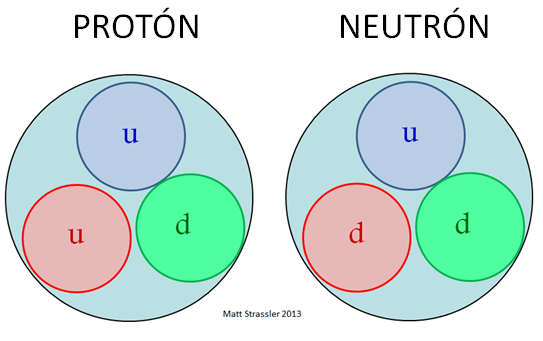 PROTÓN NEUTRÓN
u u
u d d d
Matt Strassler 2013